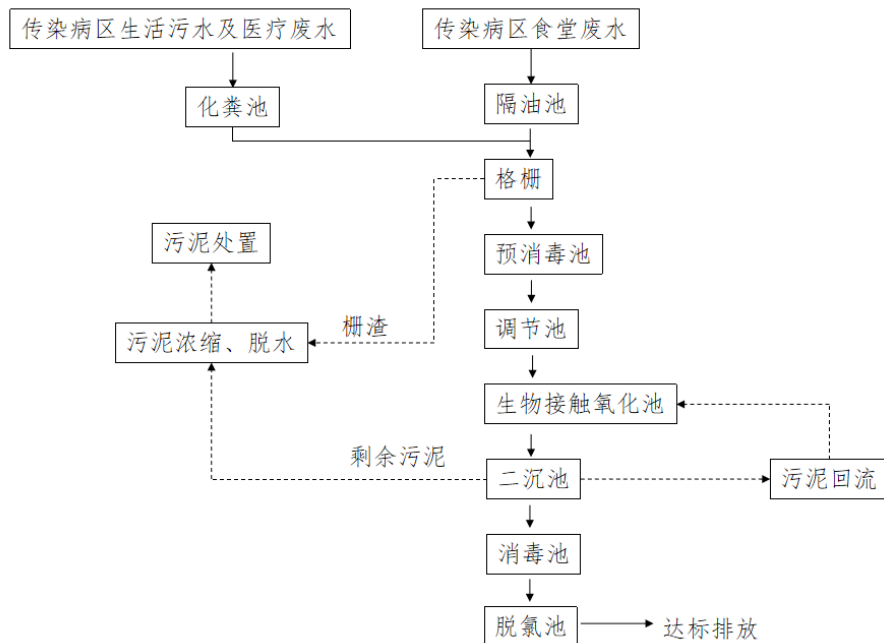 传染病区生活污水及医疗废水
传染病区食堂废水
化粪池
隔油池
格栅
污泥处置
预消毒池
栅渣
调节池
污泥浓缩、脱水
生物接触氧化池
剩余污泥
二沉池
污泥回流
消毒池
脱氯池
达标排放